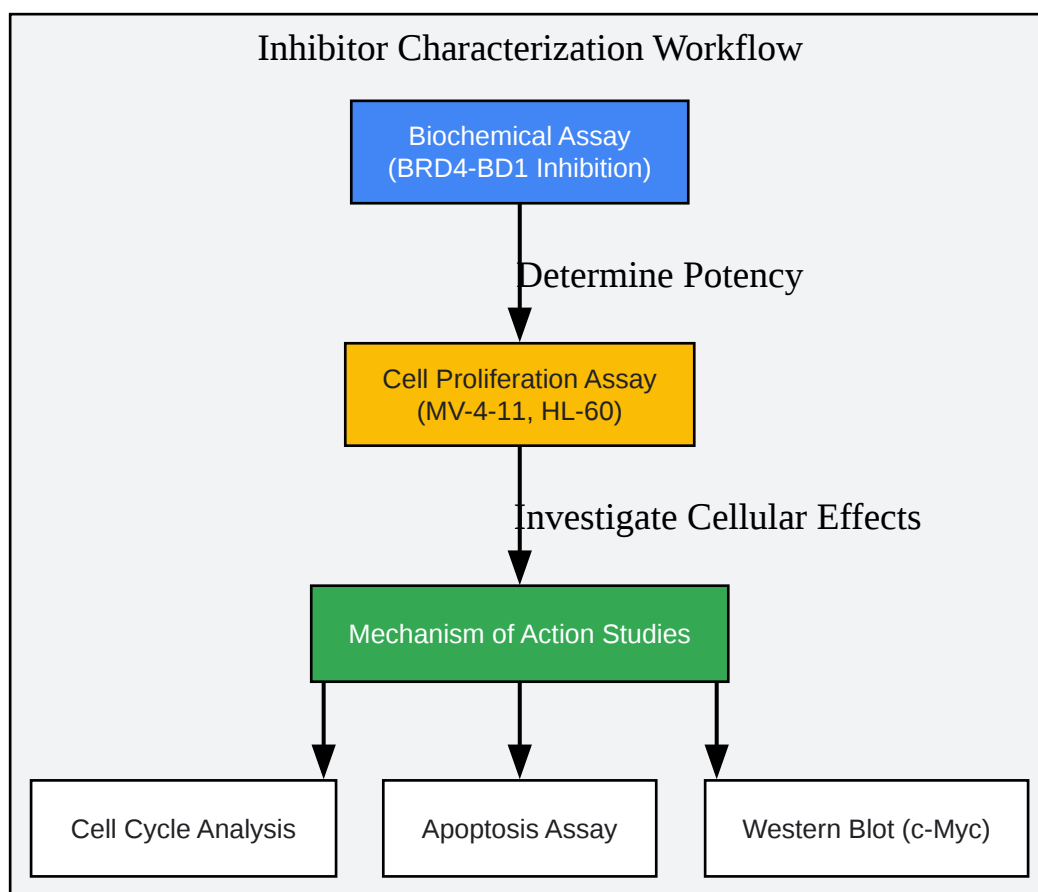 Inhibitor Characterization Workflow
Biochemical Assay
(BRD4-BD1 Inhibition)
Determine Potency
Cell Proliferation Assay
(MV-4-11, HL-60)
Investigate Cellular Effects
Mechanism of Action Studies
Cell Cycle Analysis
Apoptosis Assay
Western Blot (c-Myc)